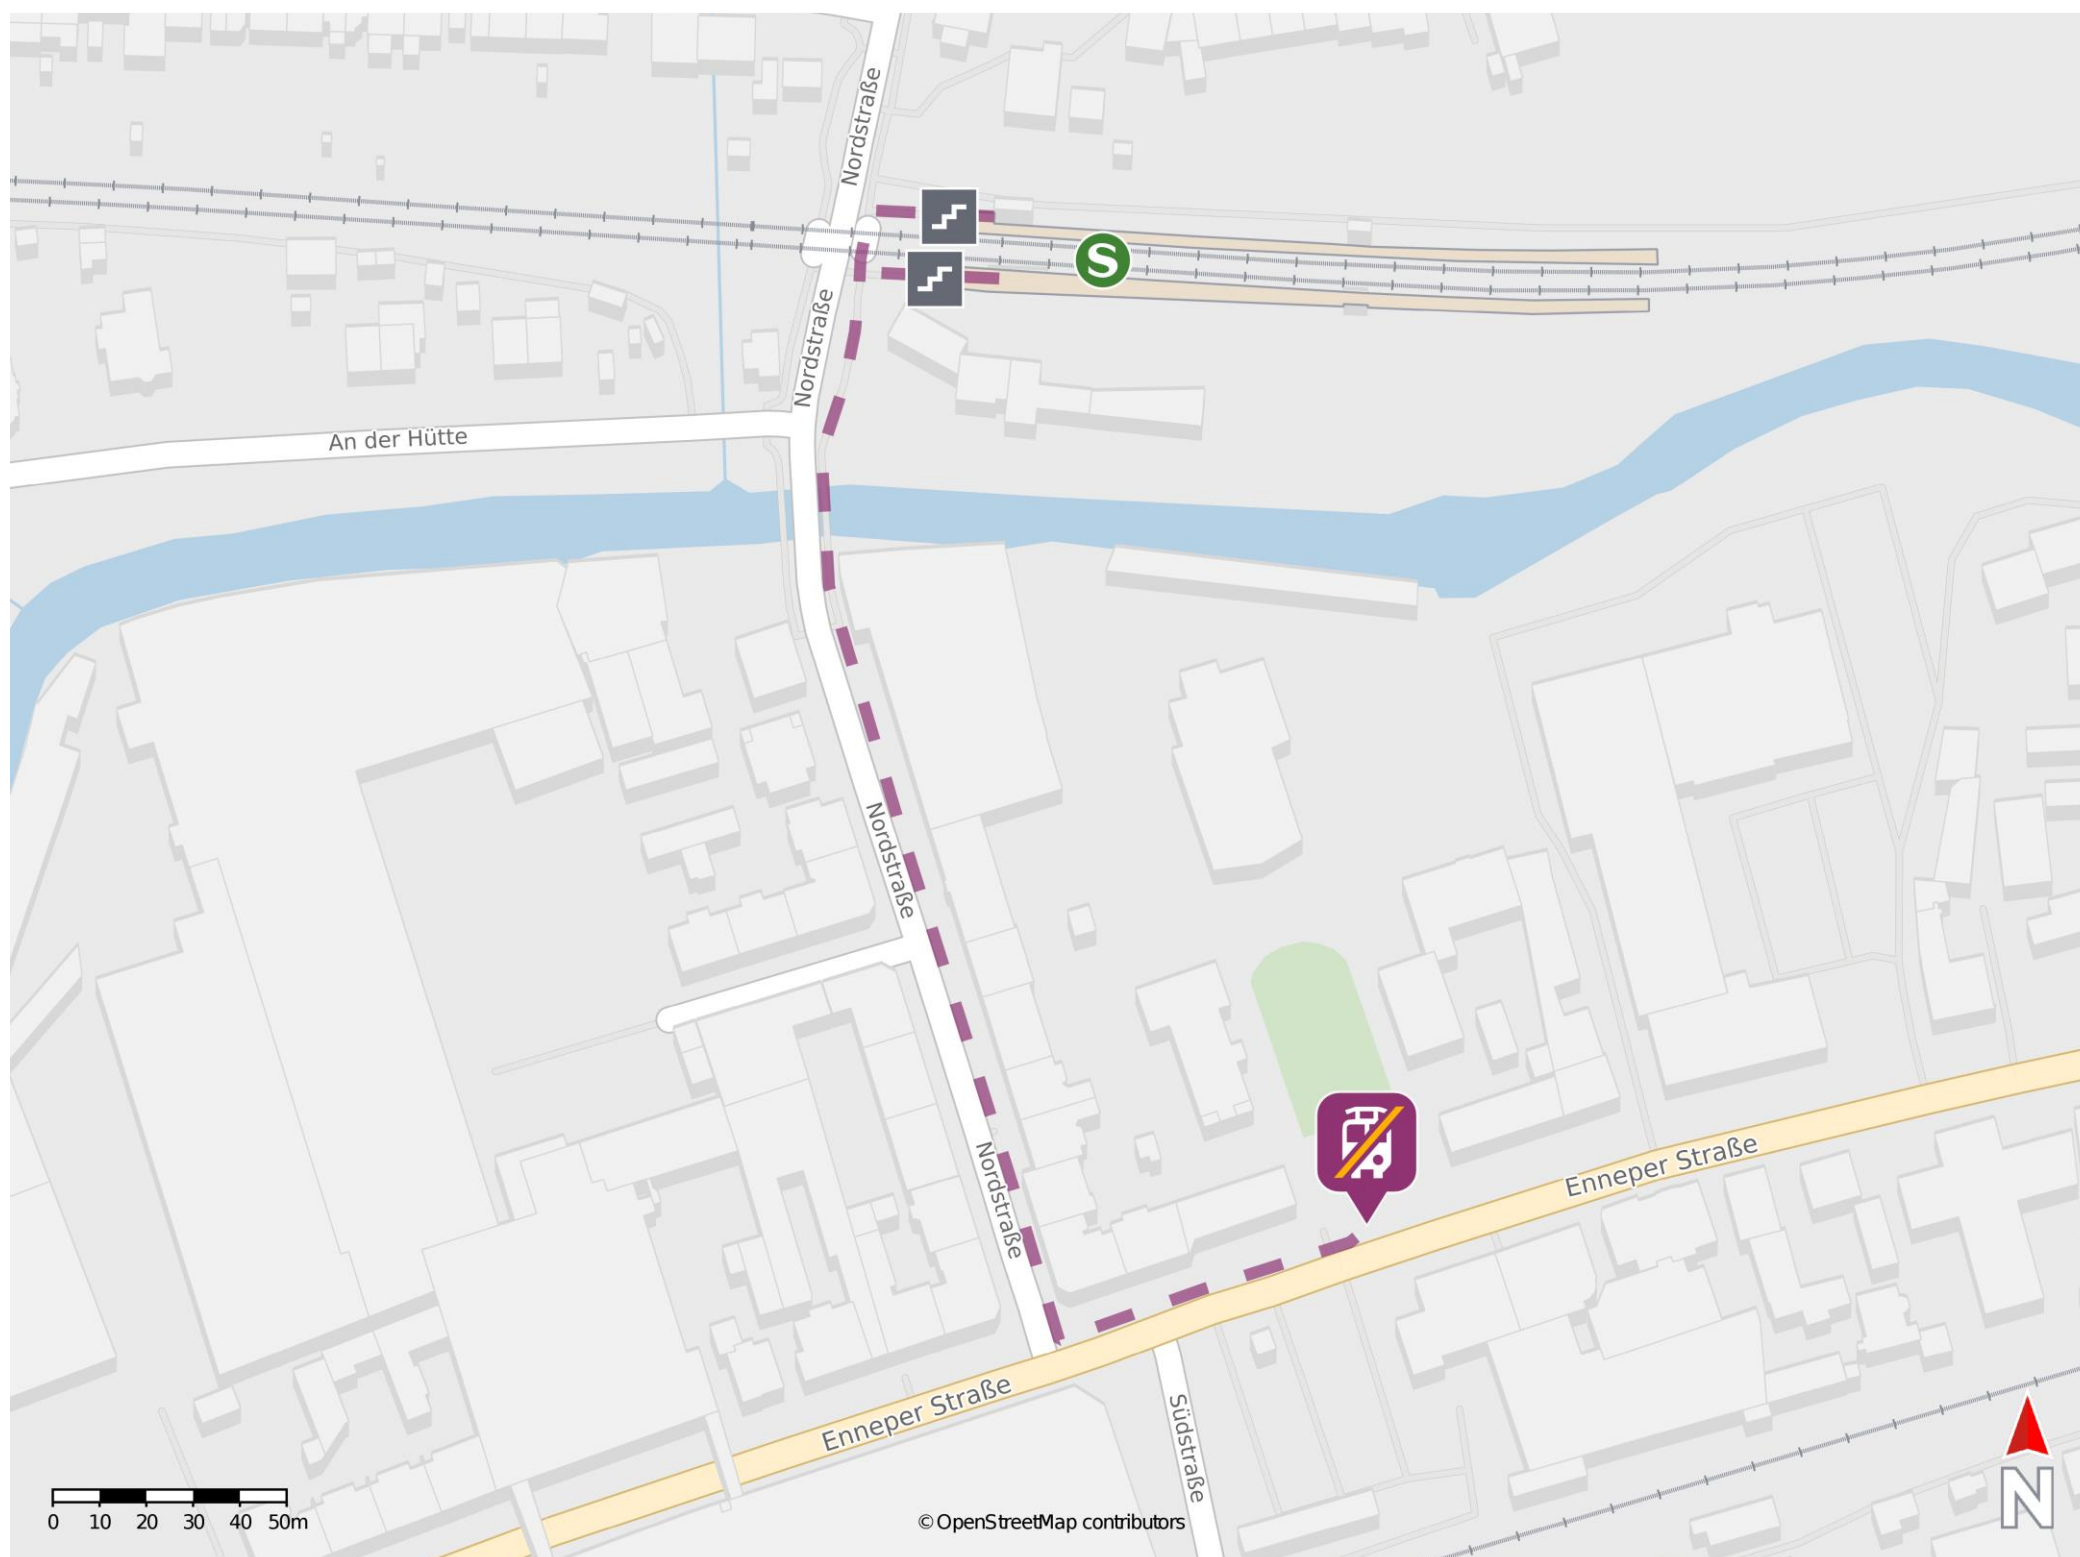 Nordstraße
S
Nordstraße
An der Hütte
Nordstraße
Nordstraße
Enneper Straße
Enneper Straße
Südstraße
0 10 20 30 40 50m
© OpenStreetMap contributors
N